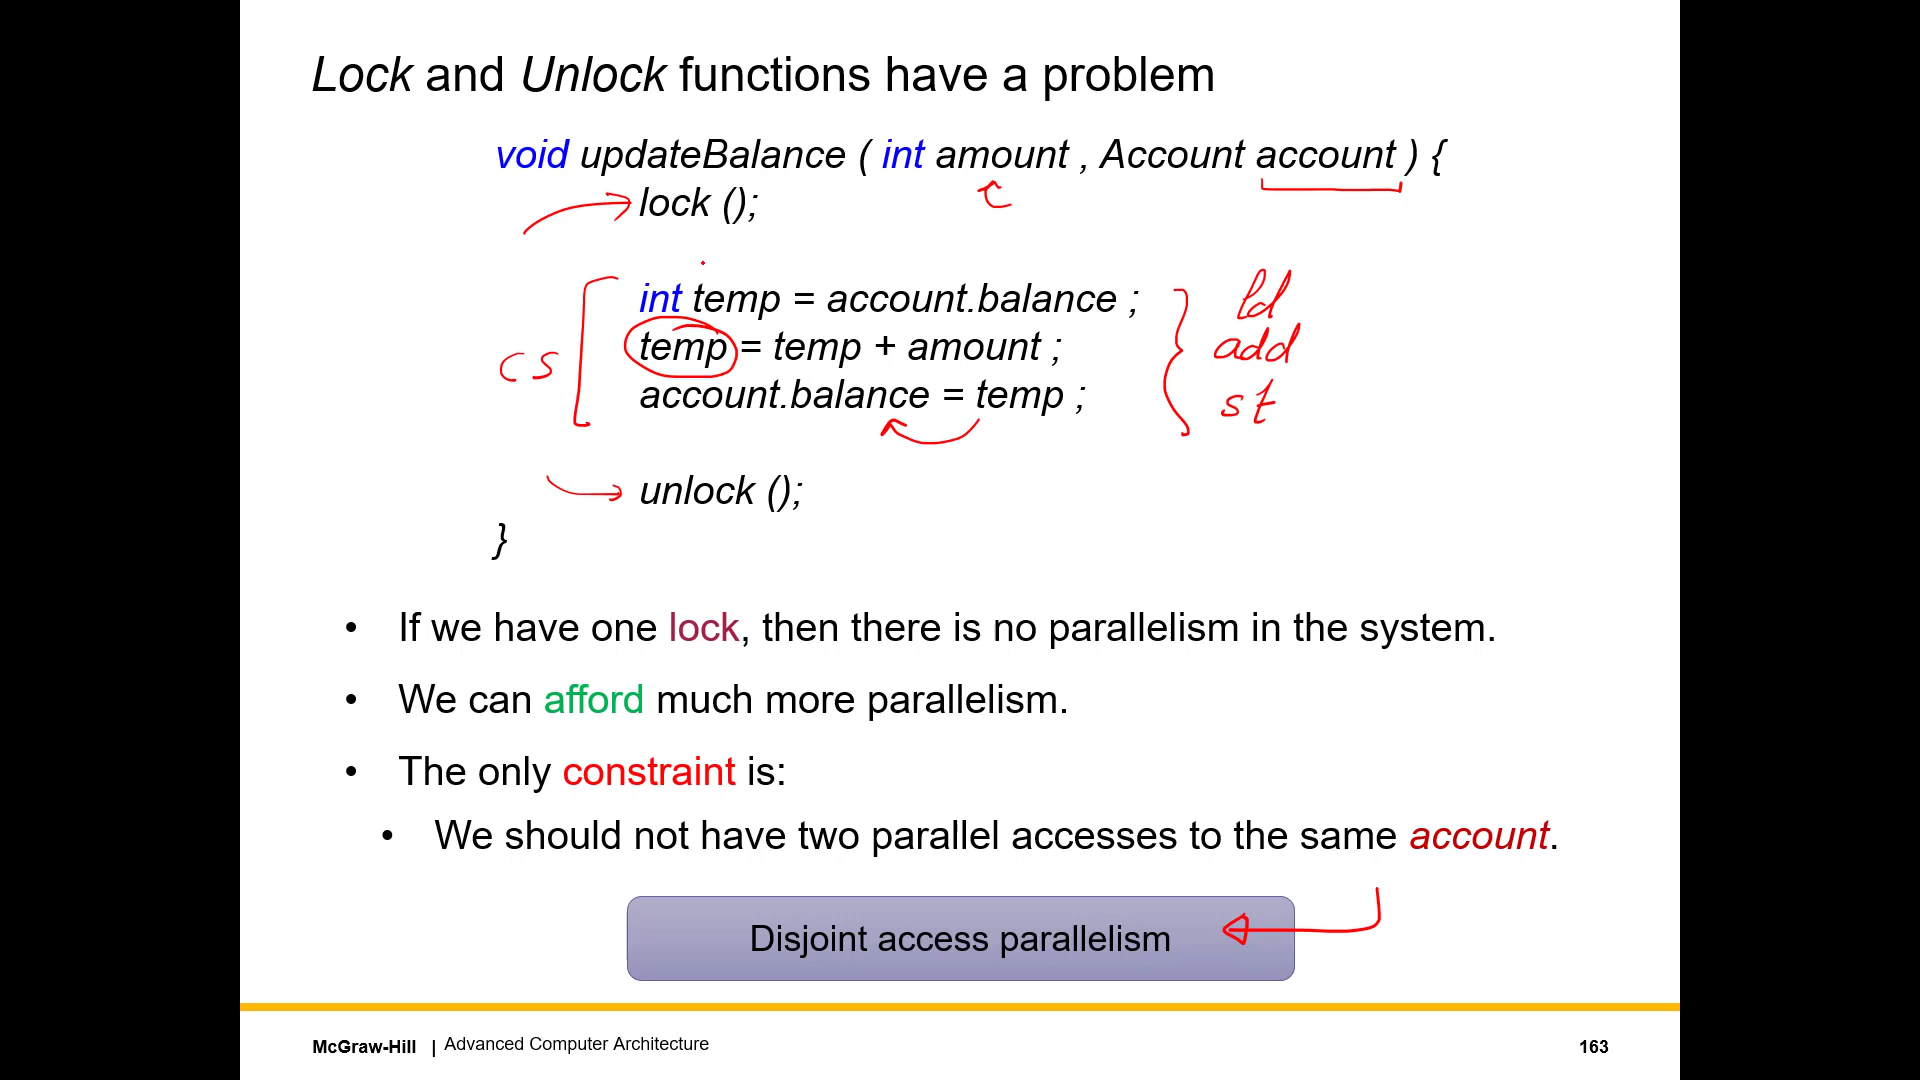 Lock and Unlock functions have a problem
void updateBalance ( int amount , Account account ) {
lock ();
int temp = account.balance ;
ld
temp = temp + amount ;
add
cs
account.balance = temp ;
st
unlock ();
}
• If we have one lock, then there is no parallelism in the system.
• We can afford much more parallelism.
• The only constraint is:
• We should not have two parallel accesses to the same account.
Disjoint access parallelism
McGraw-Hill | Advanced Computer Architecture
163